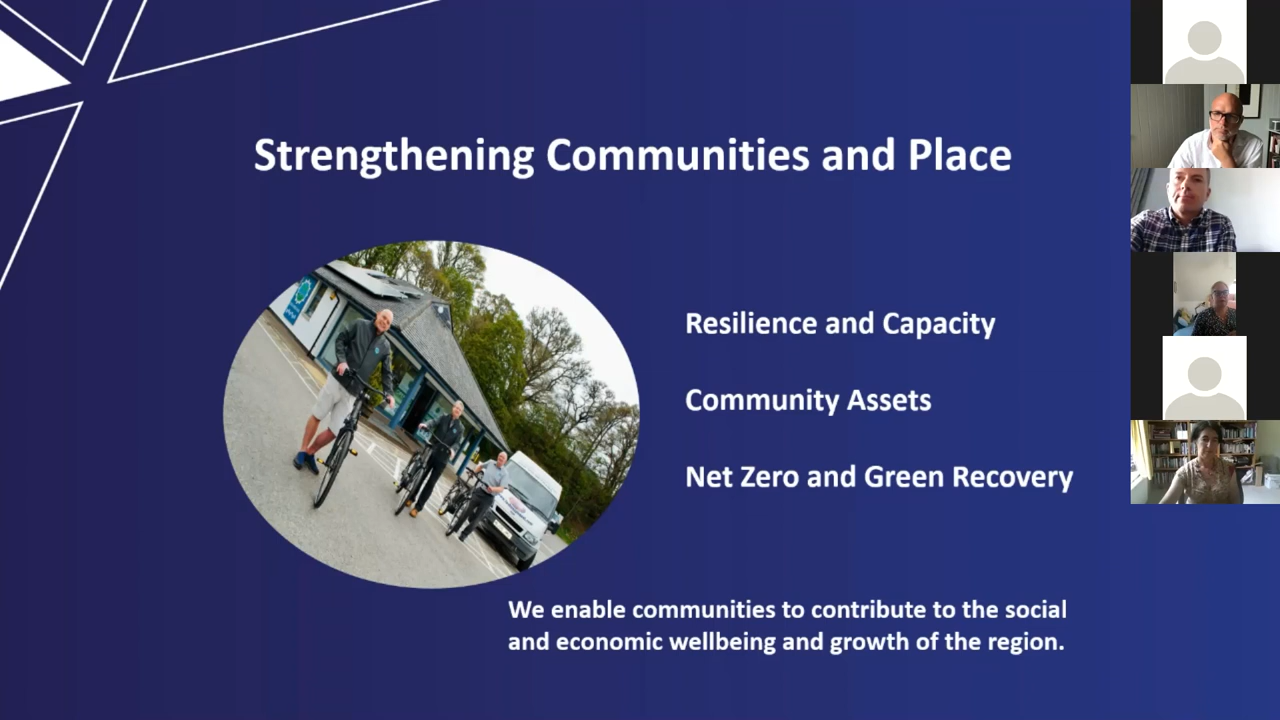 Strengthening Communities and Place
Resilience and Capacity
Community Assets
Net Zero and Green Recovery
We enable communities to contribute to the social
and economic wellbeing and growth of the region.